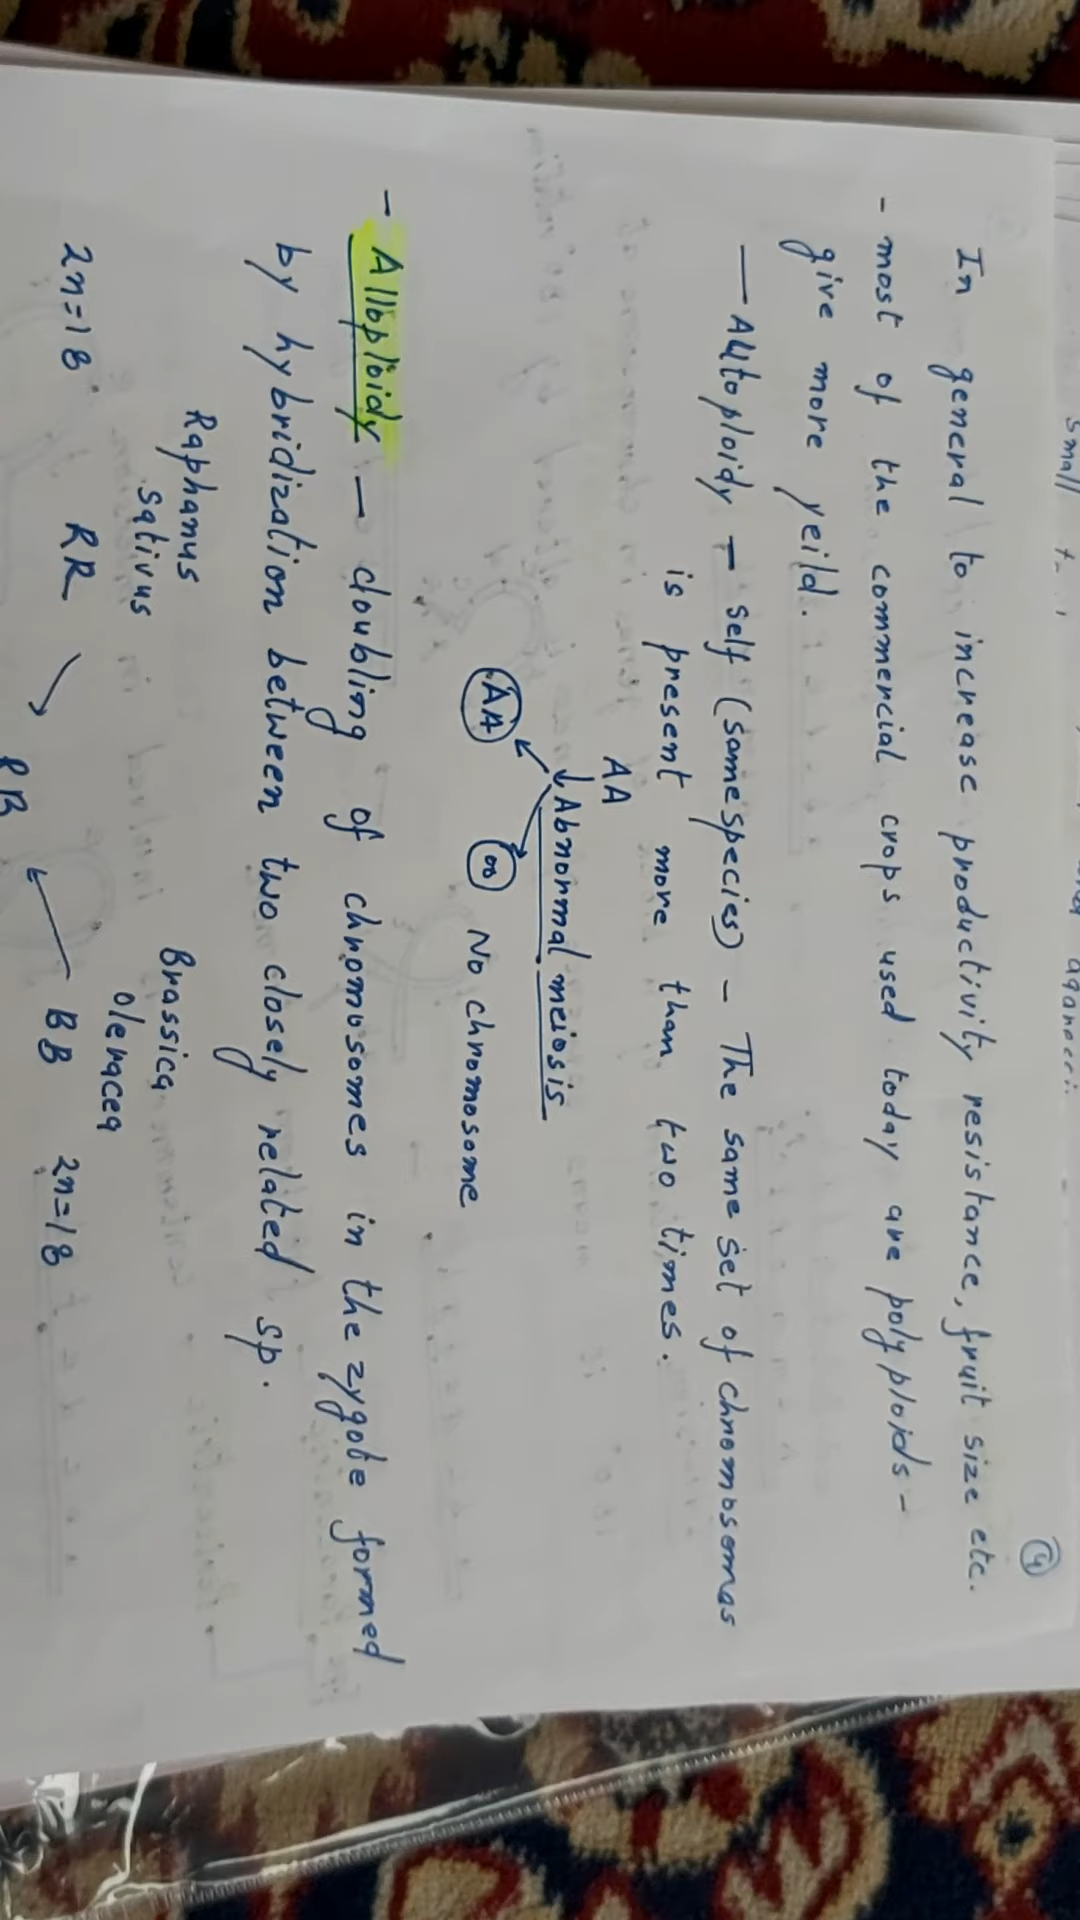 small
④
In general to increase productivity resistance, fruit size etc.
- most of the commercial crops used today are polyploids -
give more yeild.
— Autoploidy - self (same species) - The same set of chromosomes
is present more than two times.
AA
↓ Abnormal meiosis
AA
No chromosome
- Alloploidy — doubling of chromosomes in the zygote formed
by hybridization between two closely related sp.
Raphanus
sativus
Brassica
oleracea
2n=18 RR
BB 2n=18
RB